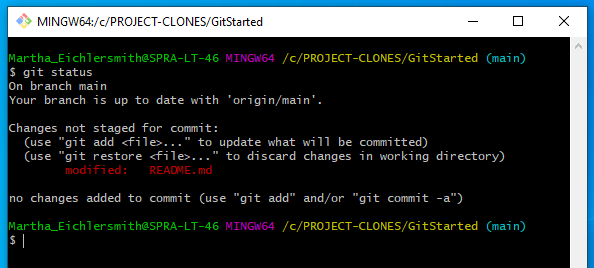 MINGW64:/c/PROJECT-CLONES/GitStarted
Martha_Eichlersmith@SPRA-LT-46 MINGW64 /c/PROJECT-CLONES/GitStarted (main)
$ git status
On branch main
Your branch is up to date with 'origin/main'.
Changes not staged for commit:
  (use "git add <file>..." to update what will be committed)
  (use "git restore <file>..." to discard changes in working directory)
        modified:   README.md
no changes added to commit (use "git add" and/or "git commit -a")
Martha_Eichlersmith@SPRA-LT-46 MINGW64 /c/PROJECT-CLONES/GitStarted (main)
$